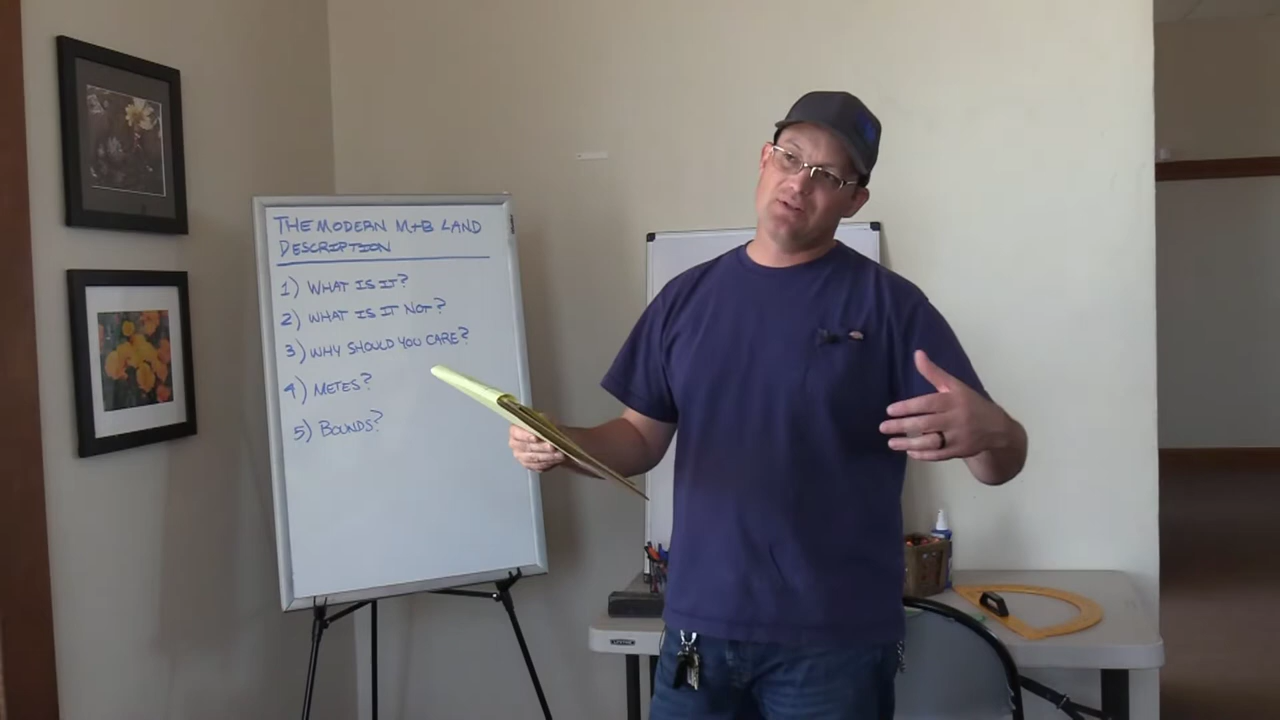 THE MODERN M+B LAND
DESCRIPTION
1) WHAT IS IT?
2) WHAT IS IT NOT?
3) WHY SHOULD YOU CARE?
4) METES?
5) BOUNDS?